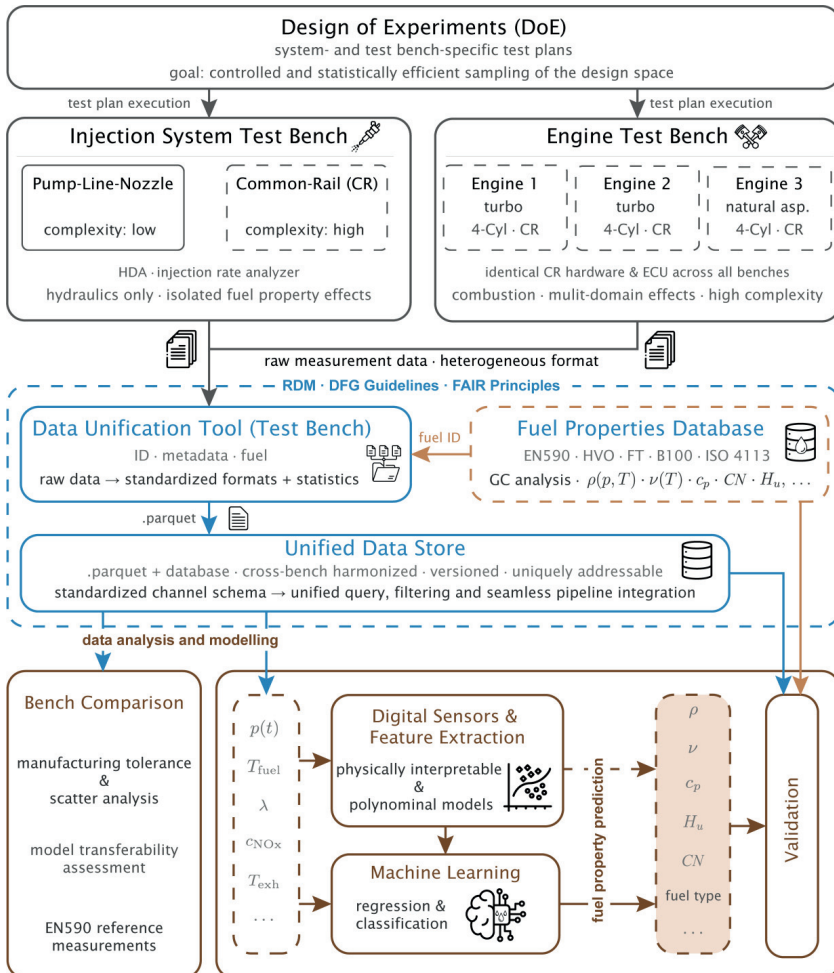 Design of Experiments (DoE)
system- and test bench-specific test plans
goal: controlled and statistically efficient sampling of the design space
test plan execution
test plan execution
Injection System Test Bench
Pump-Line-Nozzle
complexity: low
Common-Rail (CR)
complexity: high
HDA · injection rate analyzer
hydraulics only · isolated fuel property effects
Engine Test Bench
Engine 1
turbo
4-Cyl · CR
Engine 2
turbo
4-Cyl · CR
Engine 3
natural asp.
4-Cyl · CR
identical CR hardware & ECU across all benches
combustion · mulit-domain effects · high complexity
raw measurement data · heterogeneous format
RDM · DFG Guidelines · FAIR Principles
Data Unification Tool (Test Bench)
ID · metadata · fuel
raw data → standardized formats + statistics
fuel ID
Fuel Properties Database
EN590 · HVO · FT · B100 · ISO 4113
GC analysis · ρ(p, T) · ν(T) · c_p · CN · H_u, ...
.parquet
Unified Data Store
.parquet + database · cross-bench harmonized · versioned · uniquely addressable
standardized channel schema → unified query, filtering and seamless pipeline integration
data analysis and modelling
Bench Comparison
manufacturing tolerance
&
scatter analysis
model transferability
assessment
EN590 reference
measurements
p(t)
T_fuel
λ
c_NOx
T_exh
...
Digital Sensors &
Feature Extraction
physically interpretable
&
polynominal models
Machine Learning
regression &
classification
fuel property prediction
ρ
ν
c_p
H_u
CN
fuel type
...
Validation